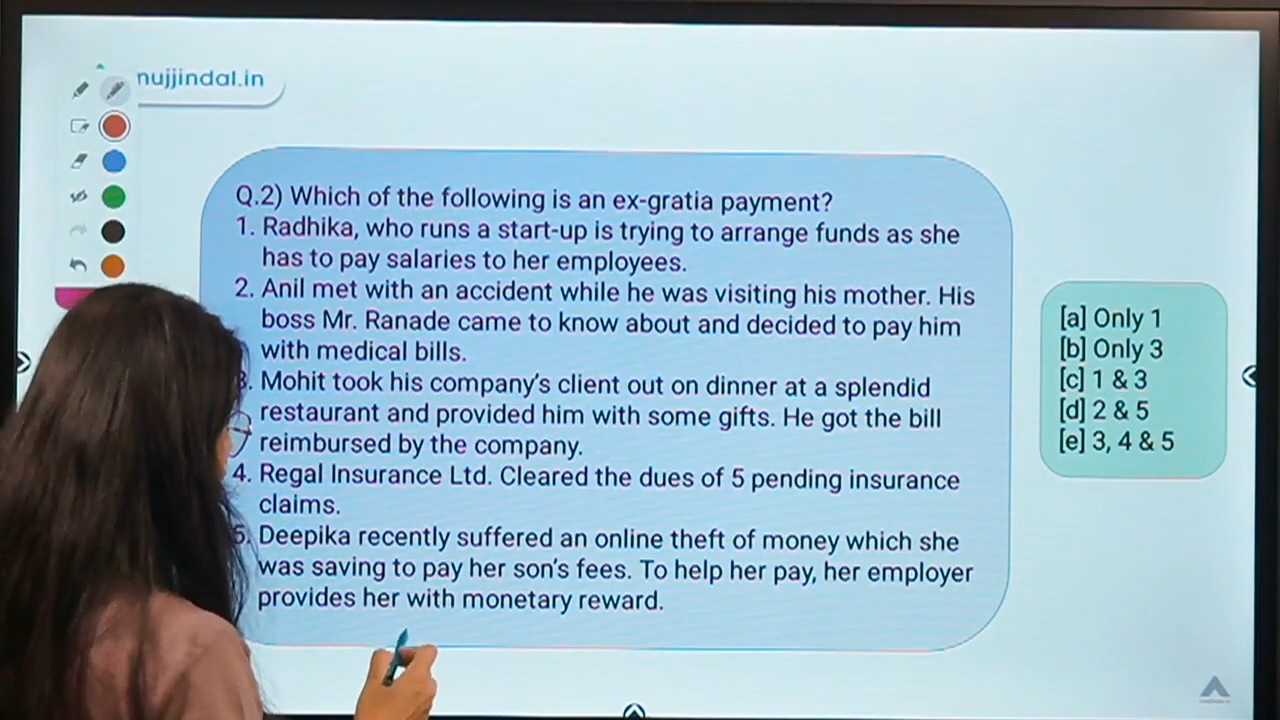 nujjindal.in
Q.2) Which of the following is an ex-gratia payment?
1. Radhika, who runs a start-up is trying to arrange funds as she
has to pay salaries to her employees.
2. Anil met with an accident while he was visiting his mother. His
boss Mr. Ranade came to know about and decided to pay him
with medical bills.
3. Mohit took his company's client out on dinner at a splendid
restaurant and provided him with some gifts. He got the bill
reimbursed by the company.
4. Regal Insurance Ltd. Cleared the dues of 5 pending insurance
claims.
5. Deepika recently suffered an online theft of money which she
was saving to pay her son's fees. To help her pay, her employer
provides her with monetary reward.
[a] Only 1
[b] Only 3
[c] 1 & 3
[d] 2 & 5
[e] 3, 4 & 5